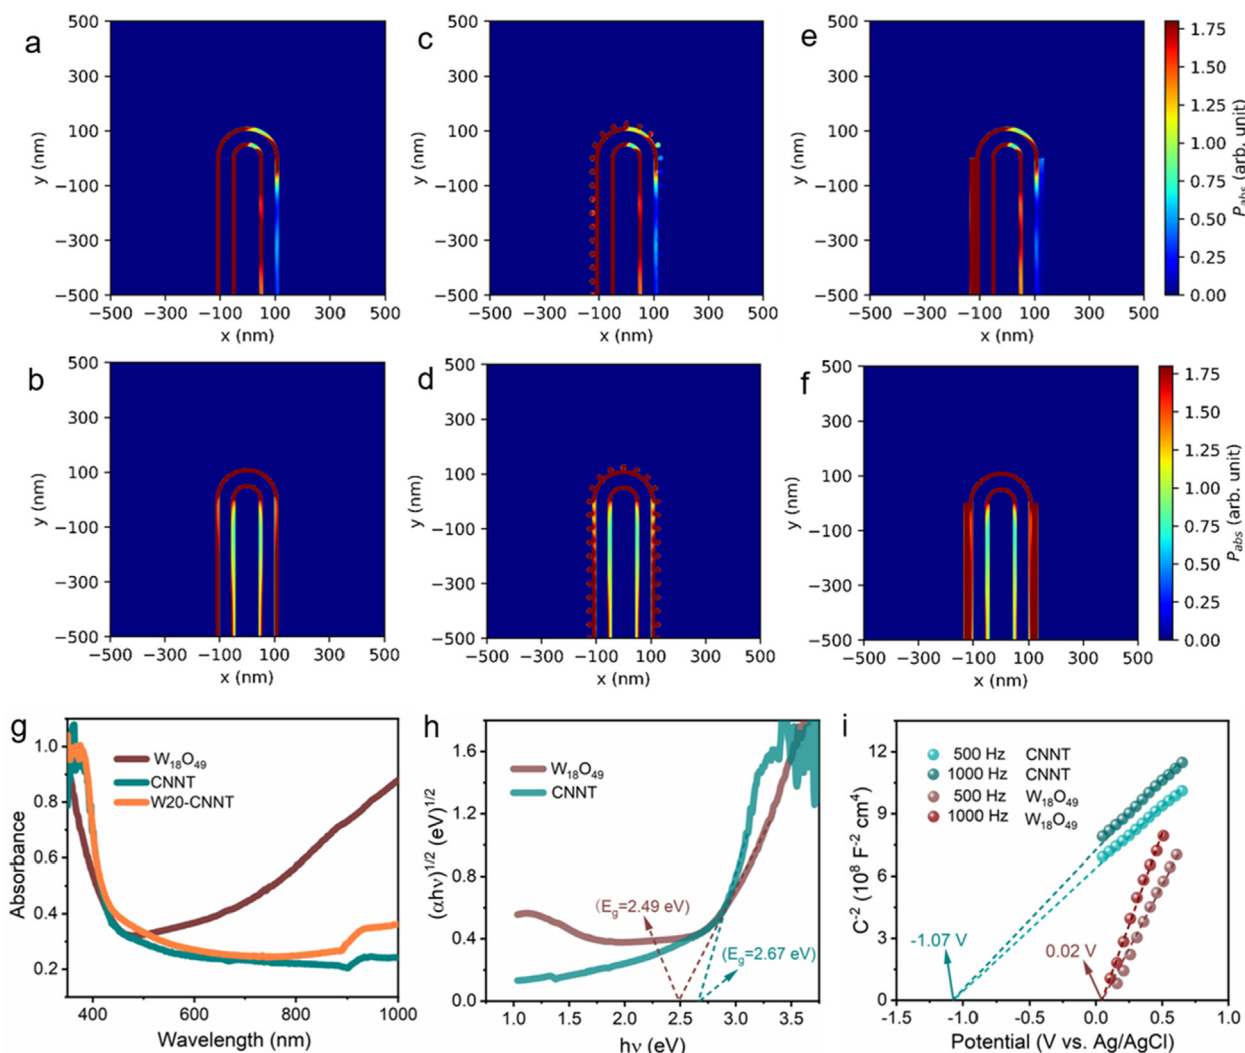 a
500
300
100
−100
−300
−500
y (nm)
−500 −300 −100 100 300 500
x (nm)
c
500
300
100
−100
−300
−500
y (nm)
−500 −300 −100 100 300 500
x (nm)
e
500
300
100
−100
−300
−500
y (nm)
−500 −300 −100 100 300 500
x (nm)
1.75
1.50
1.25
1.00
0.75
0.50
0.25
0.00
Pabs (arb. unit)
b
500
300
100
−100
−300
−500
y (nm)
−500 −300 −100 100 300 500
x (nm)
d
500
300
100
−100
−300
−500
y (nm)
−500 −300 −100 100 300 500
x (nm)
f
500
300
100
−100
−300
−500
y (nm)
−500 −300 −100 100 300 500
x (nm)
1.75
1.50
1.25
1.00
0.75
0.50
0.25
0.00
Pabs (arb. unit)
g
W18O49
CNNT
W20-CNNT
1.0
0.8
0.6
0.4
0.2
Absorbance
400 600 800 1000
Wavelength (nm)
h
W18O49
CNNT
(Eg=2.49 eV)
(Eg=2.67 eV)
1.6
1.2
0.8
0.4
0.0
(αhν)1/2 (eV)1/2
1.0 1.5 2.0 2.5 3.0 3.5
hν (eV)
i
500 Hz CNNT
1000 Hz CNNT
500 Hz W18O49
1000 Hz W18O49
-1.07 V
0.02 V
12
9
6
3
0
C-2 (108 F-2 cm4)
-1.5 -1.0 -0.5 0.0 0.5 1.0
Potential (V vs. Ag/AgCl)